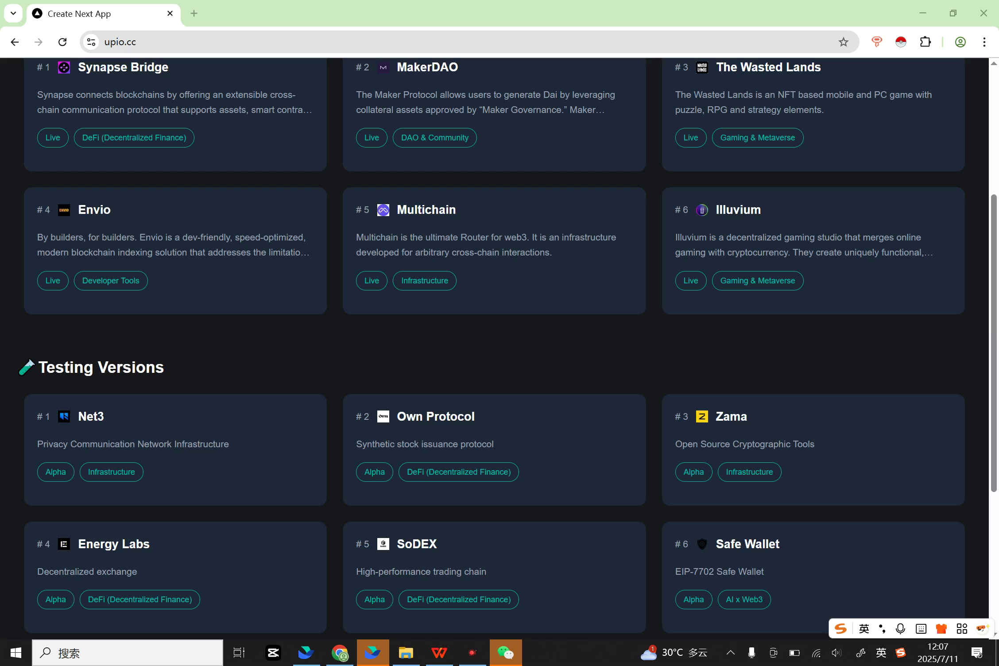 Create Next App
upio.cc
# 1 Synapse Bridge
Synapse connects blockchains by offering an extensible cross-
chain communication protocol that supports assets, smart contra…
Live DeFi (Decentralized Finance)
# 2 MakerDAO
The Maker Protocol allows users to generate Dai by leveraging
collateral assets approved by “Maker Governance.” Maker…
Live DAO & Community
# 3 WASTED LANDS The Wasted Lands
The Wasted Lands is an NFT based mobile and PC game with
puzzle, RPG and strategy elements.
Live Gaming & Metaverse
# 4 ENVIO Envio
By builders, for builders. Envio is a dev-friendly, speed-optimized,
modern blockchain indexing solution that addresses the limitatio…
Live Developer Tools
# 5 Multichain
Multichain is the ultimate Router for web3. It is an infrastructure
developed for arbitrary cross-chain interactions.
Live Infrastructure
# 6 Illuvium
Illuvium is a decentralized gaming studio that merges online
gaming with cryptocurrency. They create uniquely functional,…
Live Gaming & Metaverse
Testing Versions
# 1 Net3
Privacy Communication Network Infrastructure
Alpha Infrastructure
# 2 Own Own Protocol
Synthetic stock issuance protocol
Alpha DeFi (Decentralized Finance)
# 3 Zama
Open Source Cryptographic Tools
Alpha Infrastructure
# 4 Energy Labs
Decentralized exchange
Alpha DeFi (Decentralized Finance)
# 5 SoDEX
High-performance trading chain
Alpha DeFi (Decentralized Finance)
# 6 Safe Wallet
EIP-7702 Safe Wallet
Alpha AI x Web3
英
搜索
1
30°C 多云
英
12:07
2025/7/11